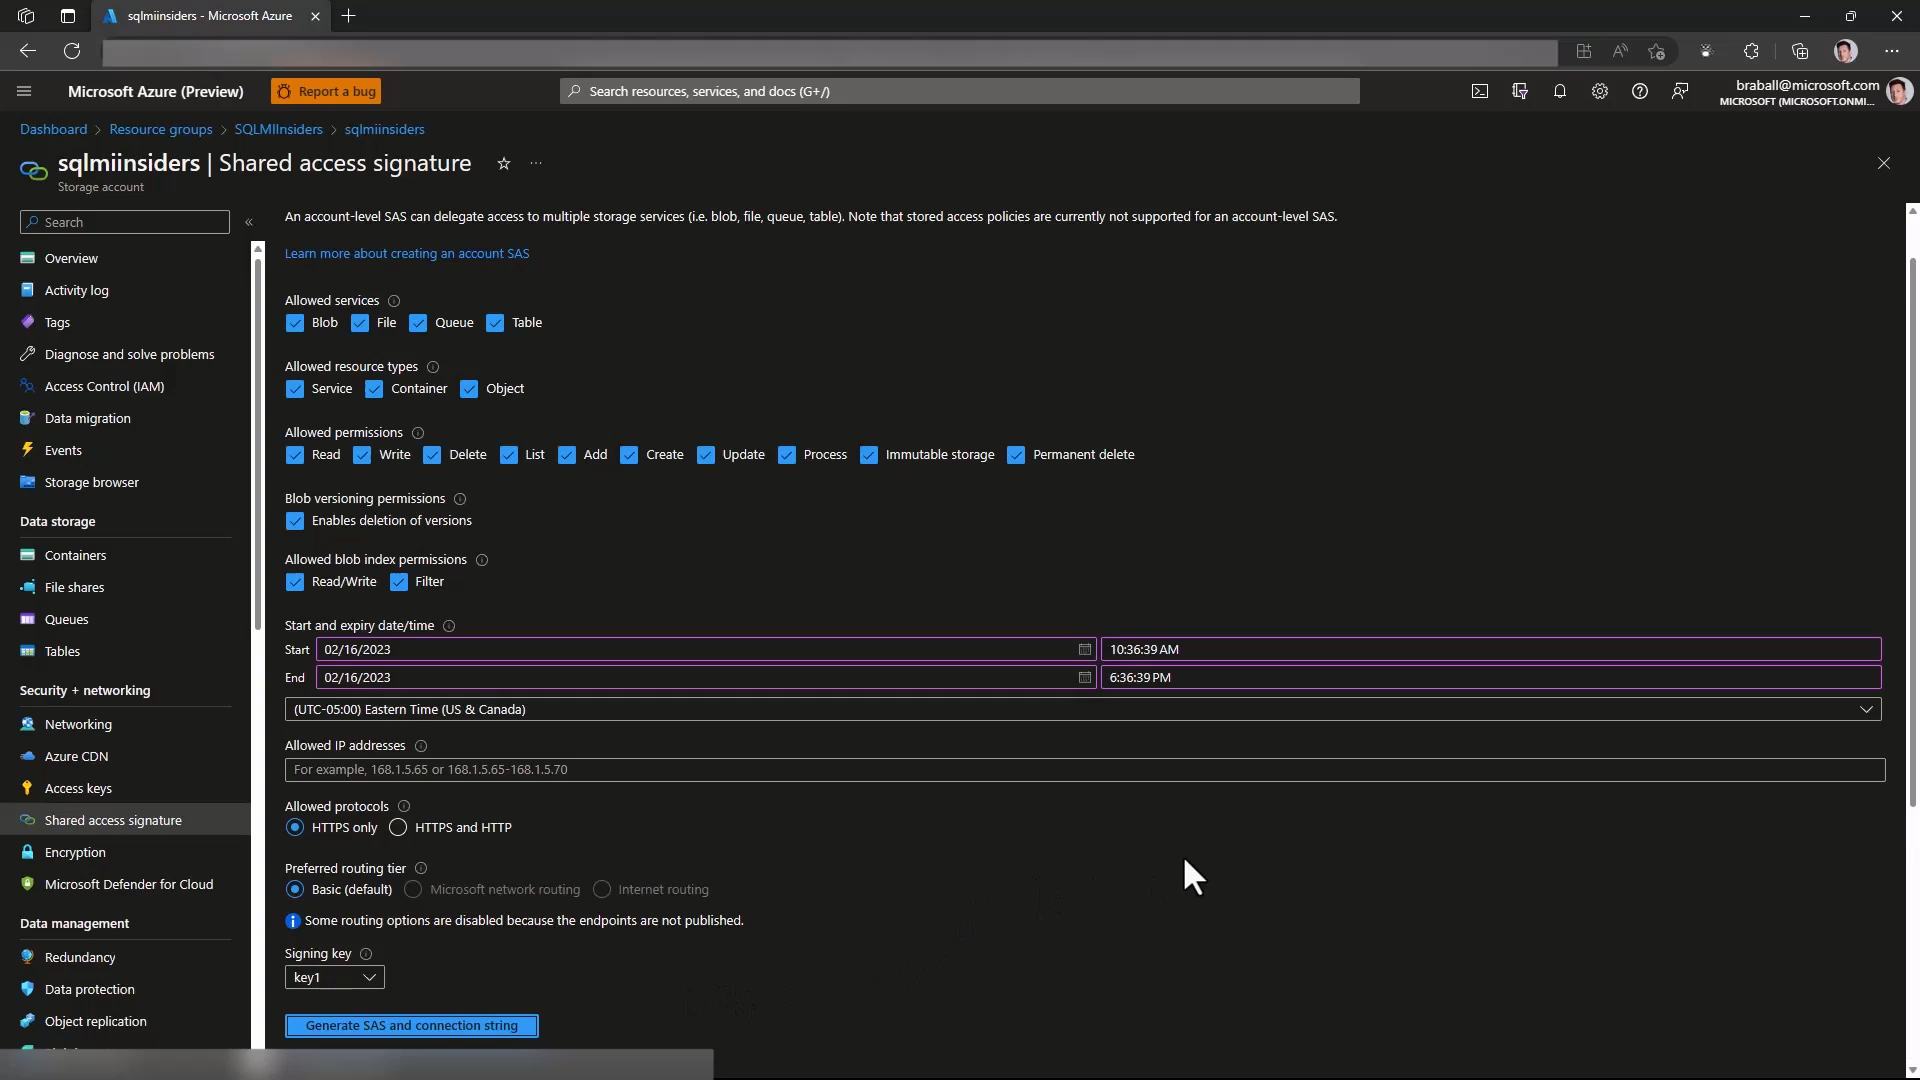 sqlmiinsiders - Microsoft Azure
Microsoft Azure (Preview)
Report a bug
Search resources, services, and docs (G+/)
braball@microsoft.com
MICROSOFT (MICROSOFT.ONMI...
Dashboard > Resource groups > SQLMIInsiders > sqlmiinsiders
sqlmiinsiders | Shared access signature
Storage account
Search
Overview
Activity log
Tags
Diagnose and solve problems
Access Control (IAM)
Data migration
Events
Storage browser
Data storage
Containers
File shares
Queues
Tables
Security + networking
Networking
Azure CDN
Access keys
Shared access signature
Encryption
Microsoft Defender for Cloud
Data management
Redundancy
Data protection
Object replication
An account-level SAS can delegate access to multiple storage services (i.e. blob, file, queue, table). Note that stored access policies are currently not supported for an account-level SAS.
Learn more about creating an account SAS
Allowed services
Blob File Queue Table
Allowed resource types
Service Container Object
Allowed permissions
Read Write Delete List Add Create Update Process Immutable storage Permanent delete
Blob versioning permissions
Enables deletion of versions
Allowed blob index permissions
Read/Write Filter
Start and expiry date/time
Start 02/16/2023 10:36:39 AM
End 02/16/2023 6:36:39 PM
(UTC-05:00) Eastern Time (US & Canada)
Allowed IP addresses
For example, 168.1.5.65 or 168.1.5.65-168.1.5.70
Allowed protocols
HTTPS only HTTPS and HTTP
Preferred routing tier
Basic (default) Microsoft network routing Internet routing
Some routing options are disabled because the endpoints are not published.
Signing key
key1
Generate SAS and connection string